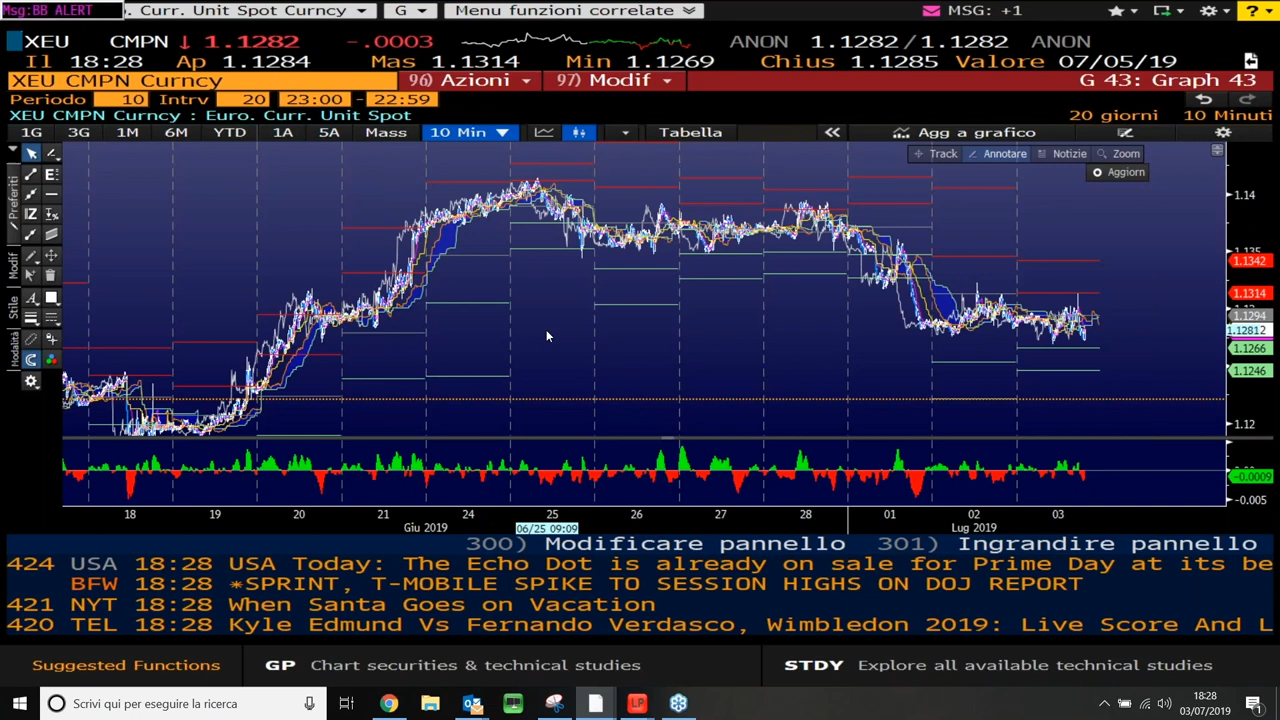 Msg:BB ALERT . Curr. Unit Spot Curncy G Menu funzioni correlate MSG: +1 ?
XEU CMPN 1.1282 -.0003 ANON 1.1282/1.1282 ANON
Il 18:28 Ap 1.1284 Mas 1.1314 Min 1.1269 Chius 1.1285 Valore 07/05/19
XEU CMPN Curncy 96) Azioni 97) Modif G 43: Graph 43
Periodo 10 Intrv 20 23:00 - 22:59
XEU CMPN Curncy : Euro. Curr. Unit Spot 20 giorni 10 Minuti
1G 3G 1M 6M YTD 1A 5A Mass 10 Min Tabella Agg a grafico
Track Annotare Notizie Zoom
Aggiorn
Preferiti
Modif
Stile
Modalità
1.14
1.135
1.1342
1.1314
1.1294
1.12812
1.1266
1.1246
1.12
-0.0009
-0.005
18 19 20 21 24 25 26 27 28 01 02 03
Giu 2019 06/25 09:09 Lug 2019
300) Modificare pannello 301) Ingrandire pannello
424 USA 18:28 USA Today: The Echo Dot is already on sale for Prime Day at its be
BFW 18:28 *SPRINT, T-MOBILE SPIKE TO SESSION HIGHS ON DOJ REPORT
421 NYT 18:28 When Santa Goes on Vacation
420 TEL 18:28 Kyle Edmund Vs Fernando Verdasco, Wimbledon 2019: Live Score And L
Suggested Functions GP Chart securities & technical studies STDY Explore all available technical studies
Scrivi qui per eseguire la ricerca LP 18:28
03/07/2019